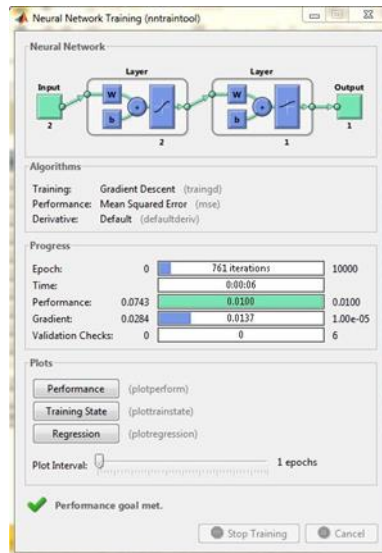 Neural Network Training (nntraintool)
Neural Network
Layer Layer
Input Output
W W
b b
2 2 1 1
Algorithms
Training: Gradient Descent (traingd)
Performance: Mean Squared Error (mse)
Derivative: Default (defaultderiv)
Progress
Epoch: 0 761 iterations 10000
Time: 0:00:06
Performance: 0.0743 0.0100 0.0100
Gradient: 0.0284 0.0137 1.00e-05
Validation Checks: 0 0 6
Plots
Performance (plotperform)
Training State (plottrainstate)
Regression (plotregression)
Plot Interval: 1 epochs
Performance goal met.
Stop Training Cancel